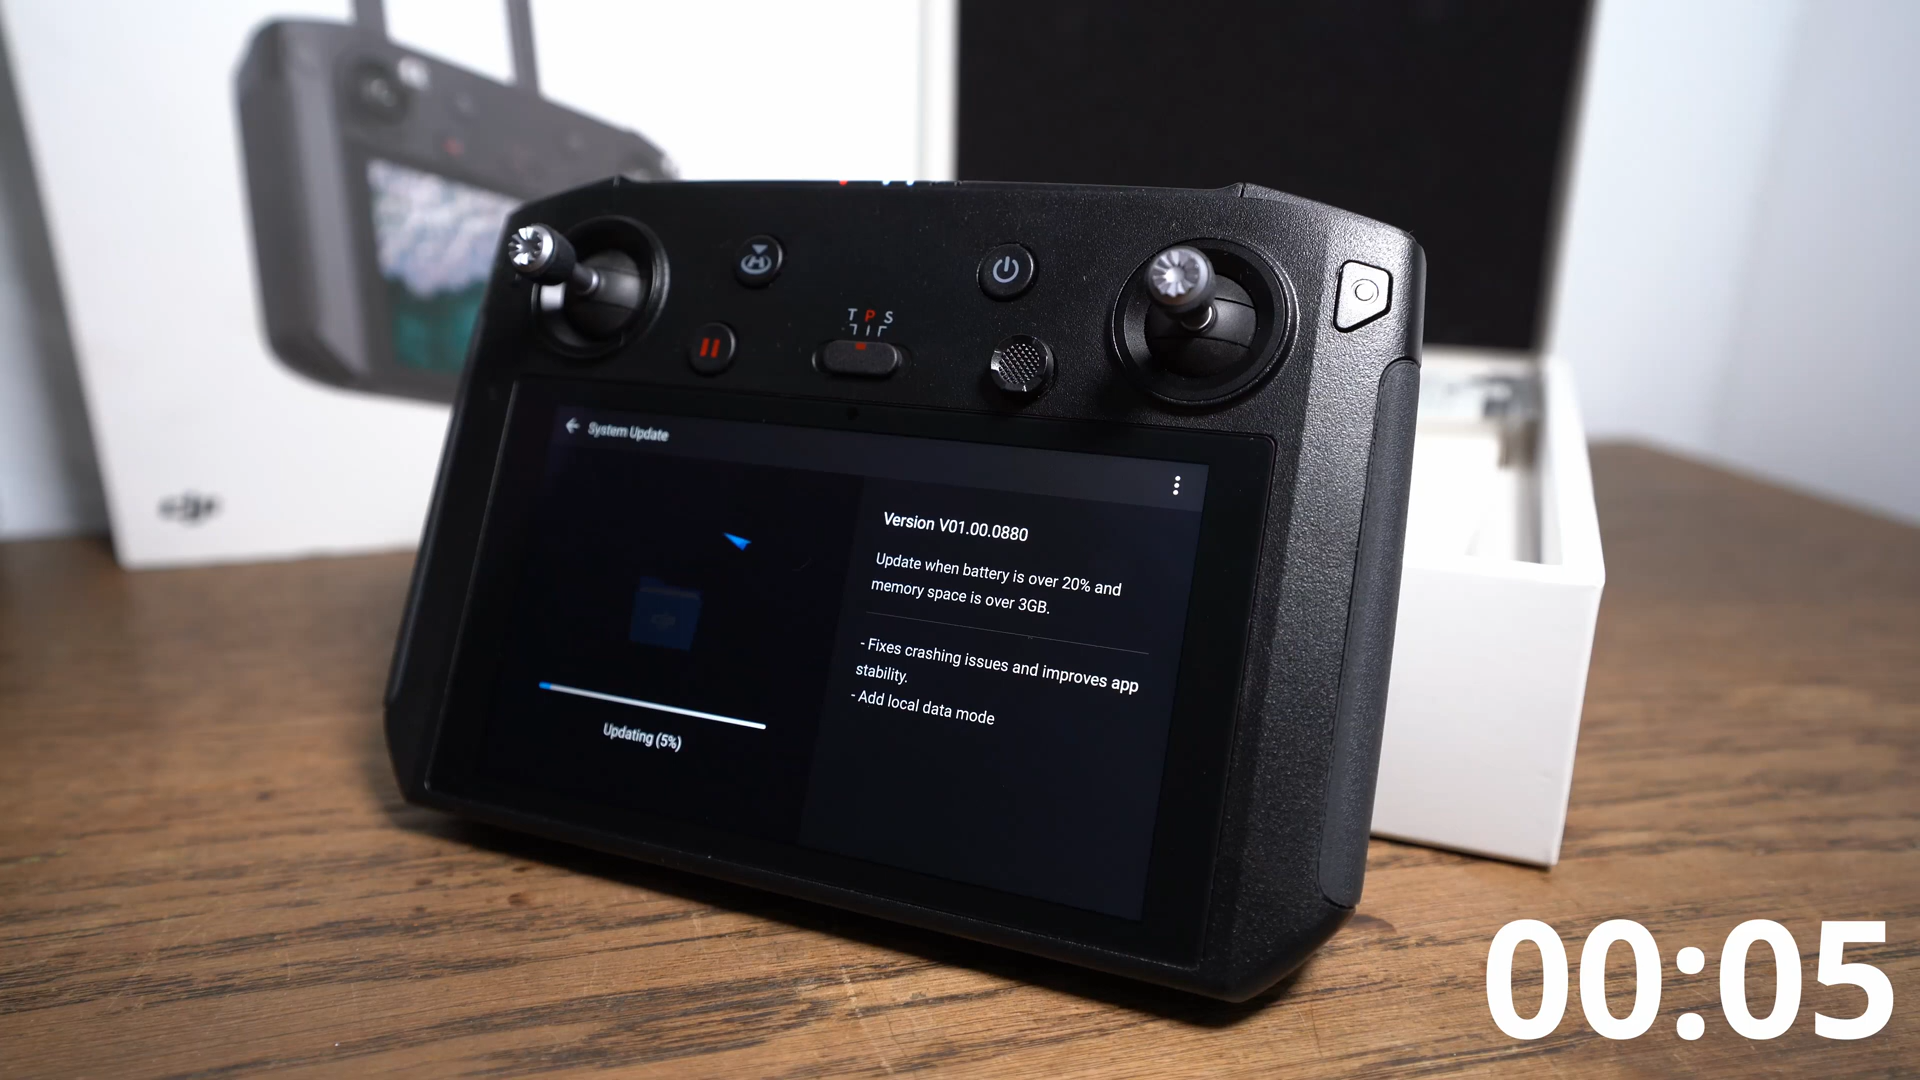 T P S
System Update
Version V01.00.0880
Update when battery is over 20% and
memory space is over 3GB.
- Fixes crashing issues and improves app
stability.
- Add local data mode
Updating (5%)
dji
00:05